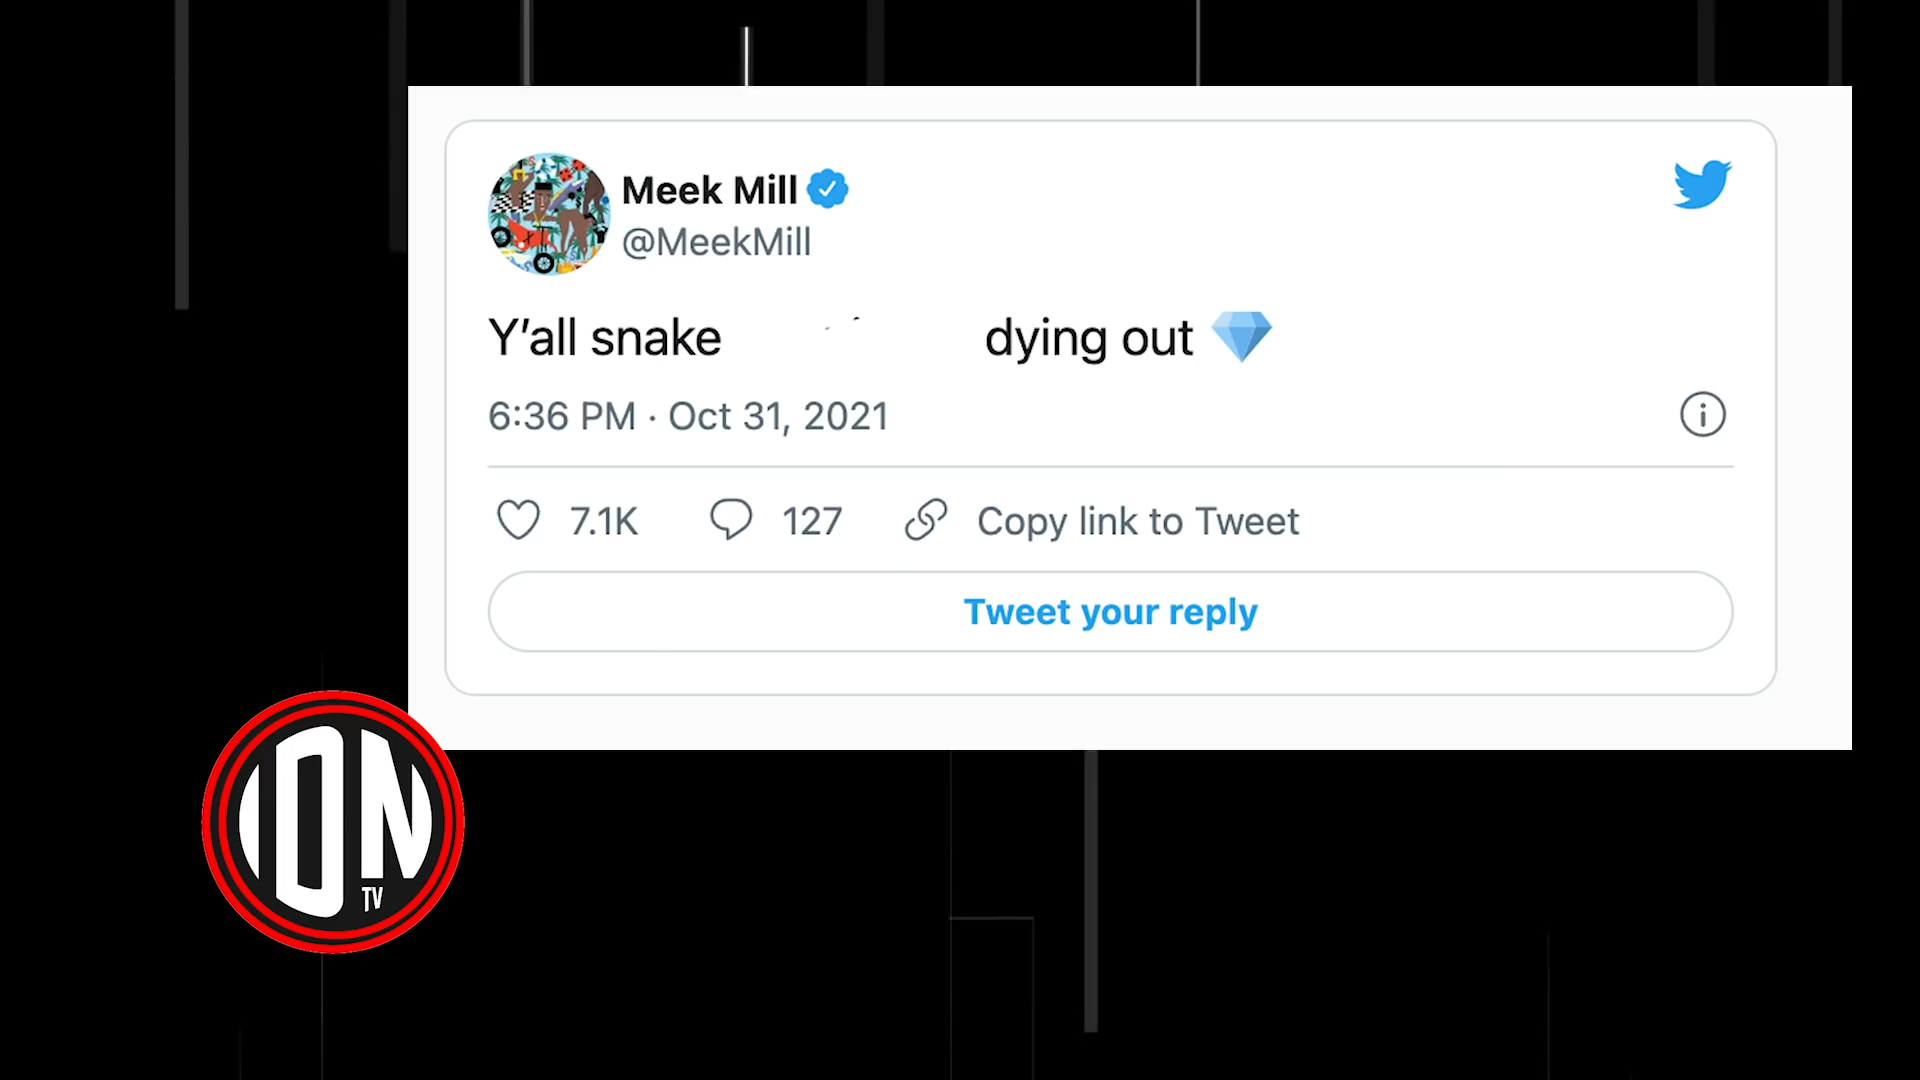 Meek Mill
@MeekMill
Y'all snake dying out
6:36 PM · Oct 31, 2021
7.1K 127 Copy link to Tweet
Tweet your reply
ION
TV